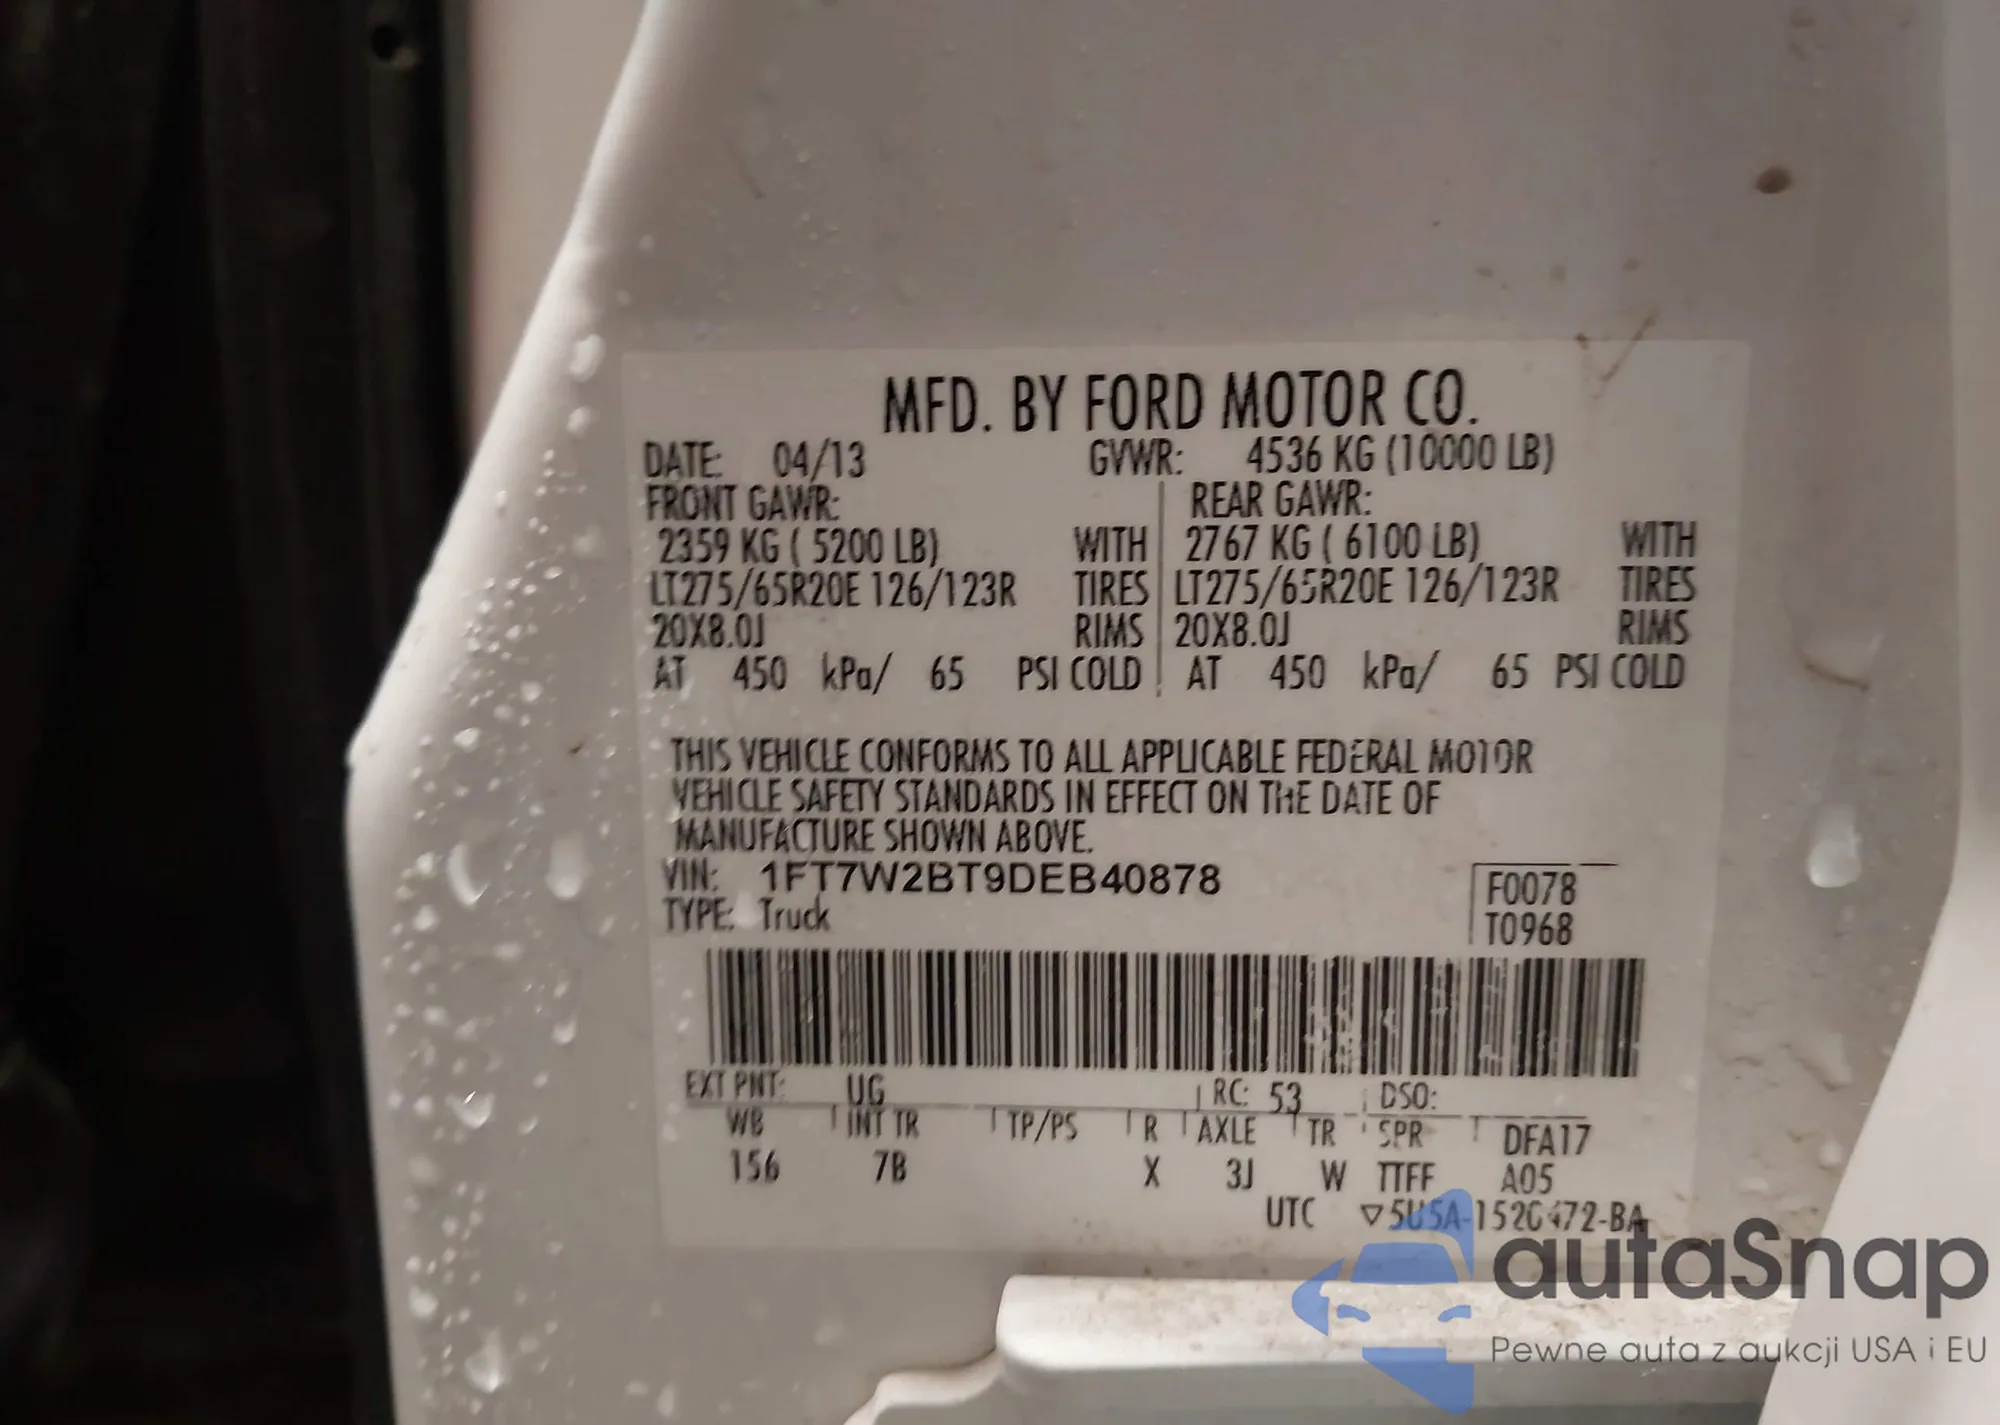 MFD. BY FORD MOTOR CO.
DATE: 04/13 GVWR: 4536 KG (10000 LB)
FRONT GAWR: REAR GAWR:
2359 KG ( 5200 LB) WITH 2767 KG ( 6100 LB) WITH
LT275/65R20E 126/123R TIRES LT275/65R20E 126/123R TIRES
20X8.0J RIMS 20X8.0J RIMS
AT 450 kPa/ 65 PSI COLD AT 450 kPa/ 65 PSI COLD
THIS VEHICLE CONFORMS TO ALL APPLICABLE FEDERAL MOTOR
VEHICLE SAFETY STANDARDS IN EFFECT ON THE DATE OF
MANUFACTURE SHOWN ABOVE.
VIN: 1FT7W2BT9DEB40878
F0078
TYPE: Truck
T0968
EXT PNT: UG RC: 53 DSO:
WB INT TR TP/PS R AXLE TR SPR DFA17
156 7B X 3J W TTFF A05
UTC
autaSnap
Pewne auta z aukcji USA i EU